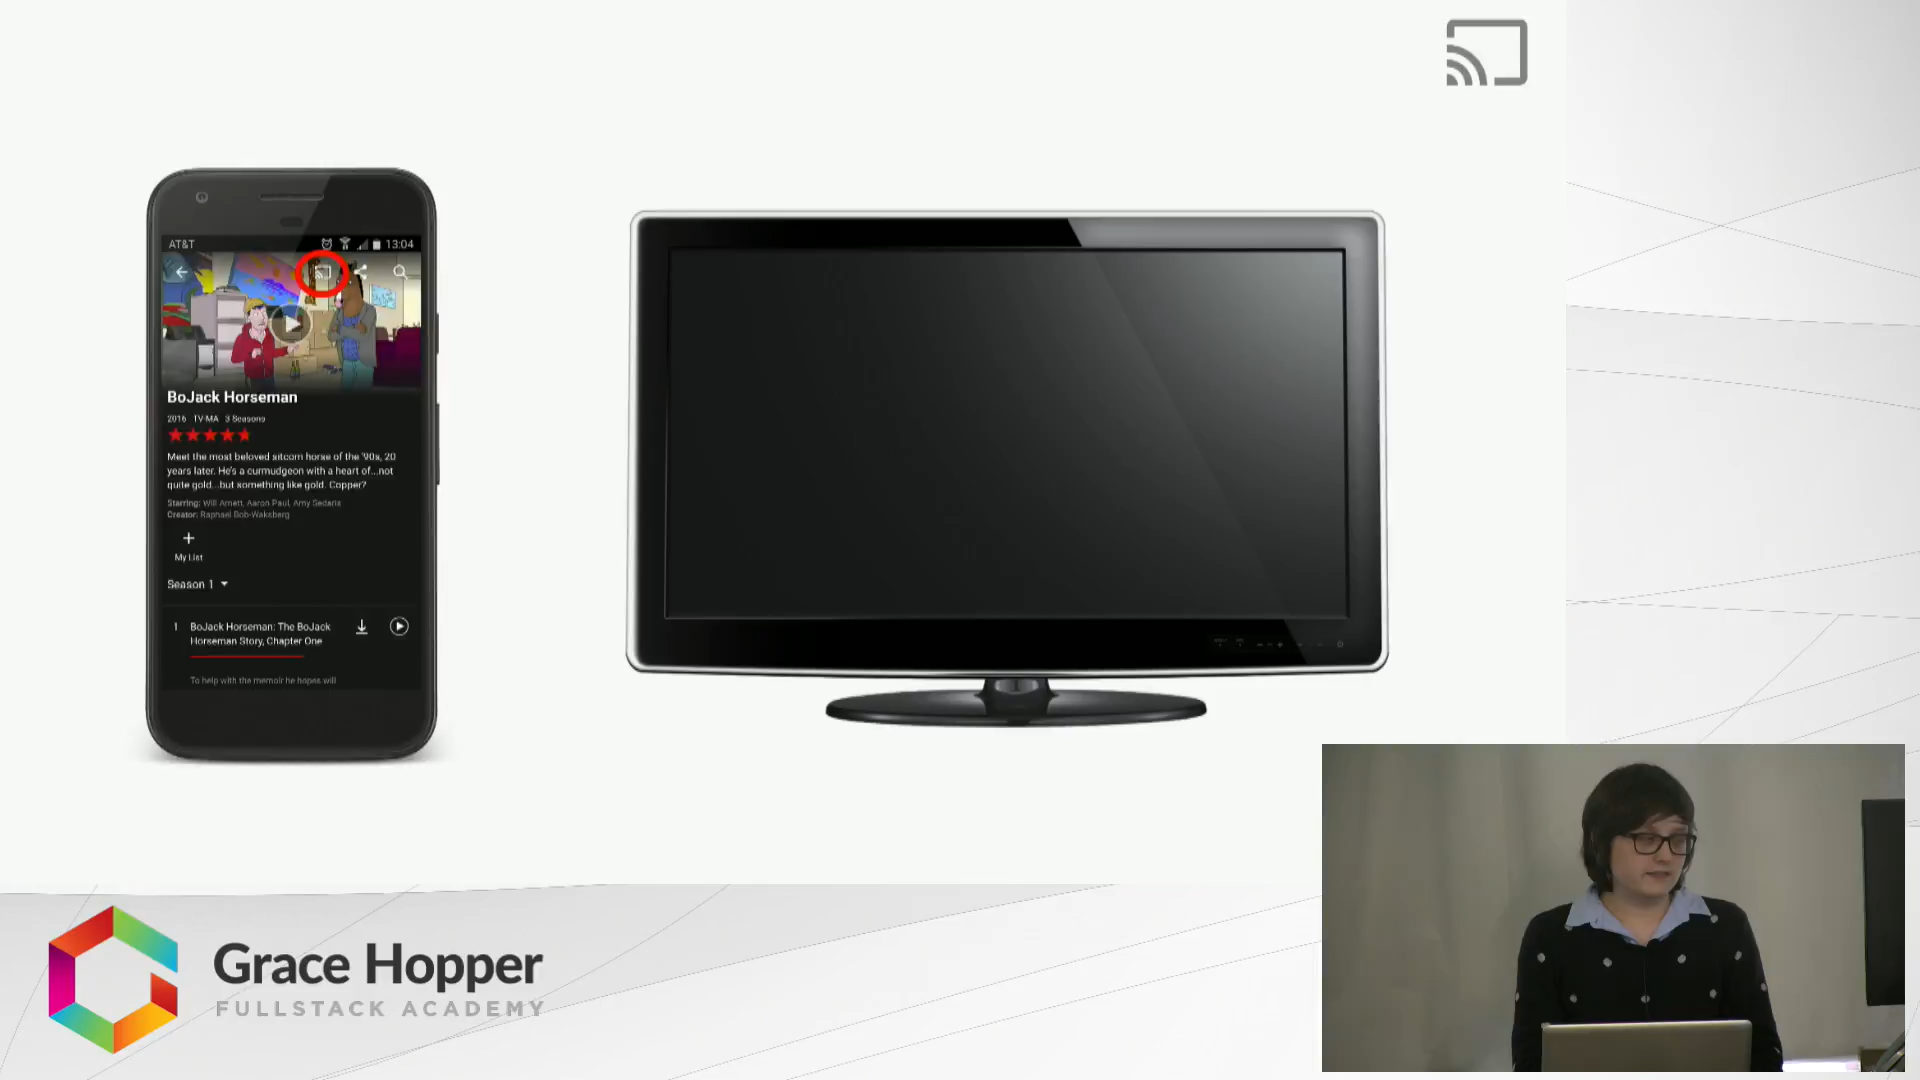 AT&T 13:04
BoJack Horseman
2016 TV-MA 3 Seasons
Meet the most beloved sitcom horse of the '90s, 20
years later. He's a curmudgeon with a heart of...not
quite gold...but something like gold. Copper?
Starring: Will Arnett, Aaron Paul, Amy Sedaris
Creator: Raphael Bob-Waksberg
+
My List
Season 1
1 BoJack Horseman: The BoJack
Horseman Story, Chapter One
To help with the memoir he hopes will
Grace Hopper
FULLSTACK ACADEMY